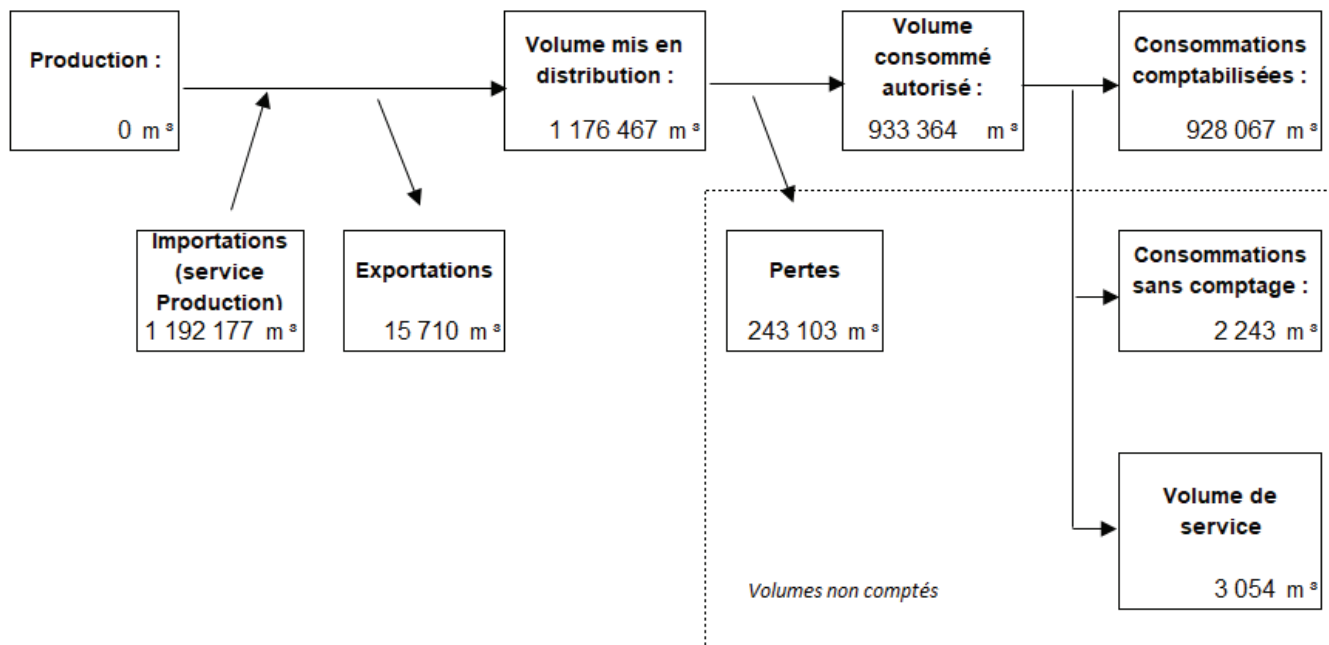 Production :
0 m³
Volume mis en
distribution :
1 176 467 m³
Volume
consommé
autorisé :
933 364 m³
Consommations
comptabilisées :
928 067 m³
Importations
(service
Production)
1 192 177 m³
Exportations
15 710 m³
Pertes
243 103 m³
Consommations
sans comptage :
2 243 m³
Volume de
service
3 054 m³
Volumes non comptés